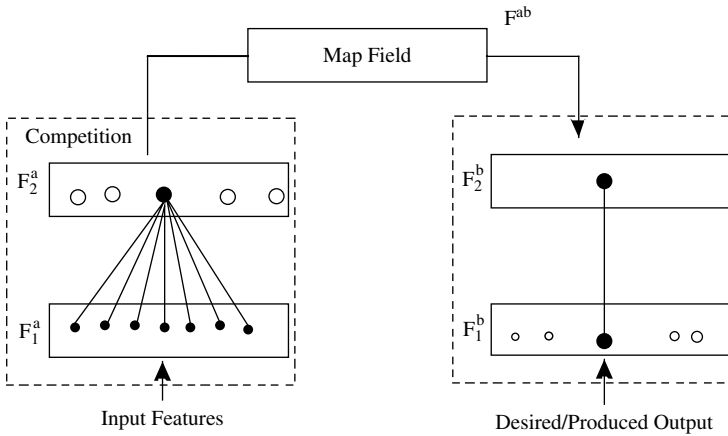 F^ab
Map Field
Competition
F_2^a
F_2^b
F_1^a
F_1^b
Input Features
Desired/Produced Output